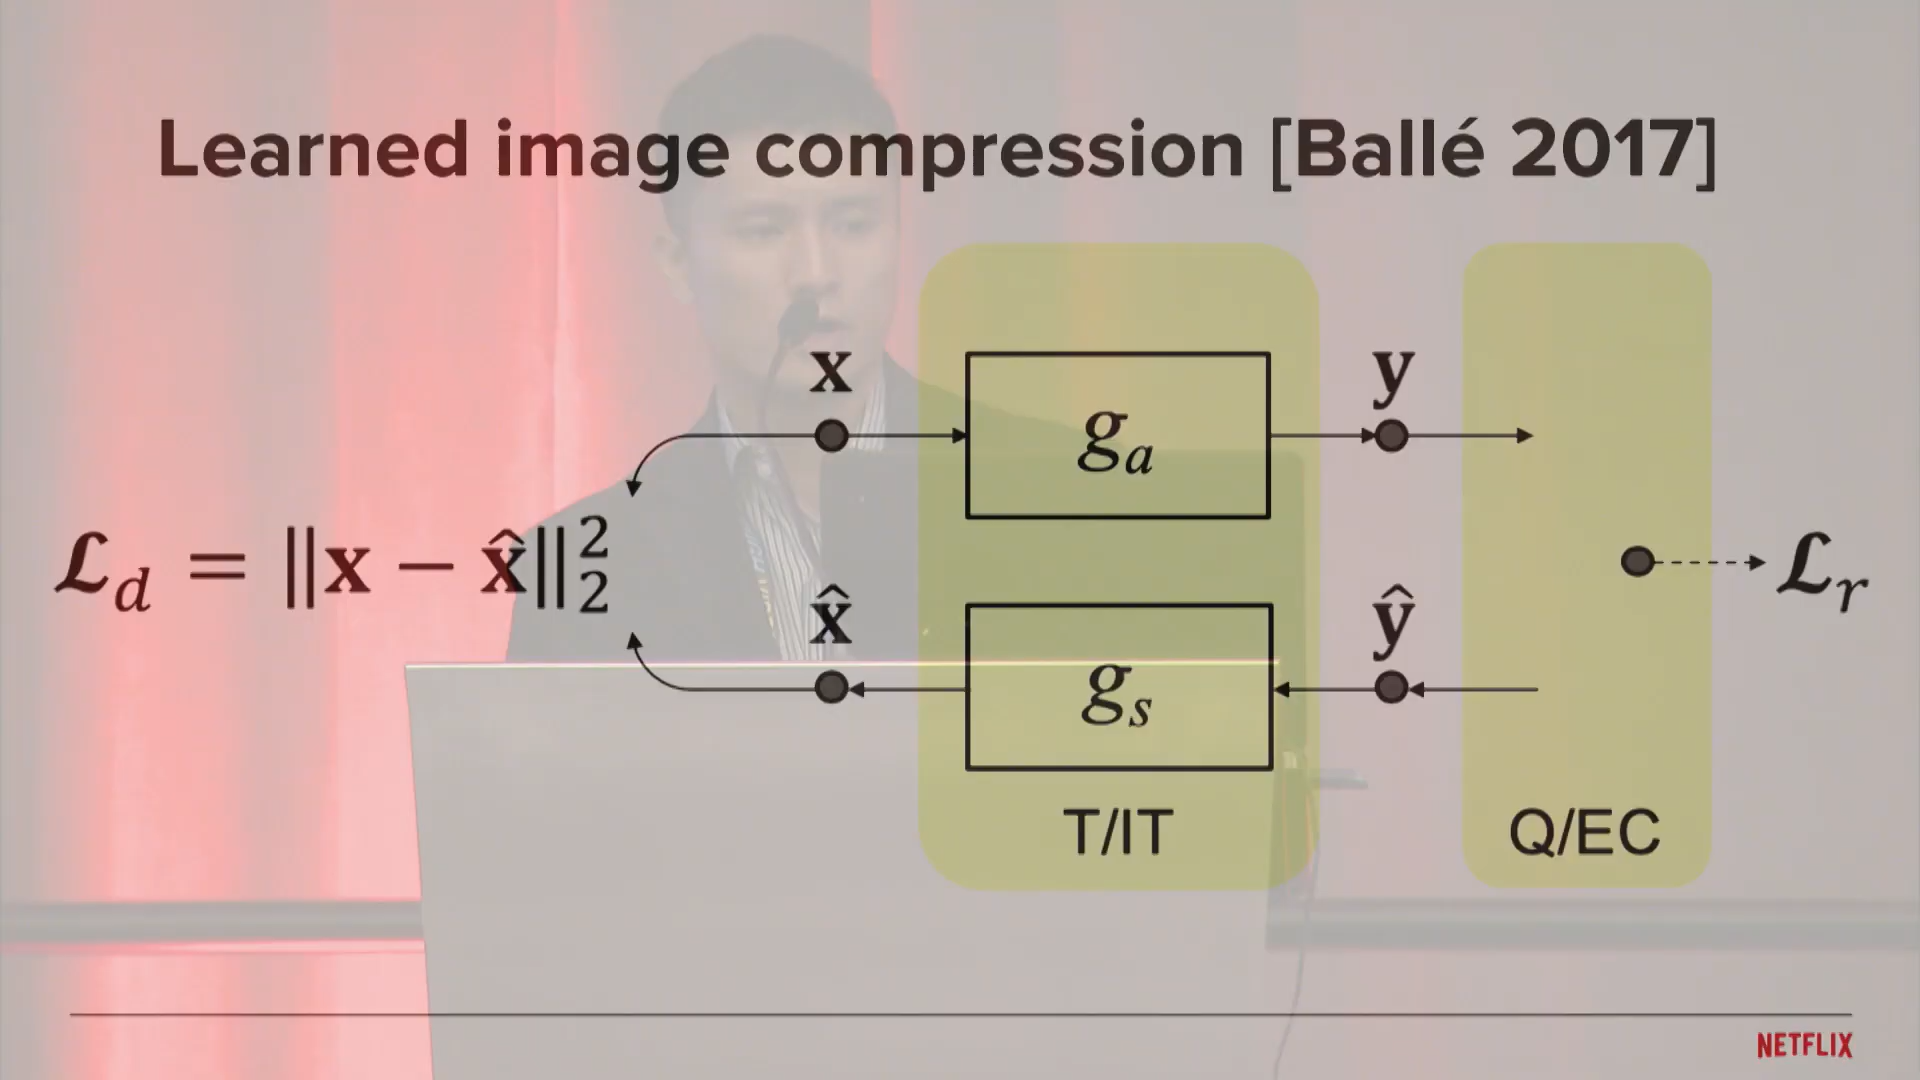 Learned image compression [Ballé 2017]
x
g_a
y
ℒ_d = ||x − x̂||₂²
ℒ_r
x̂
g_s
ŷ
T/IT
Q/EC
NETFLIX